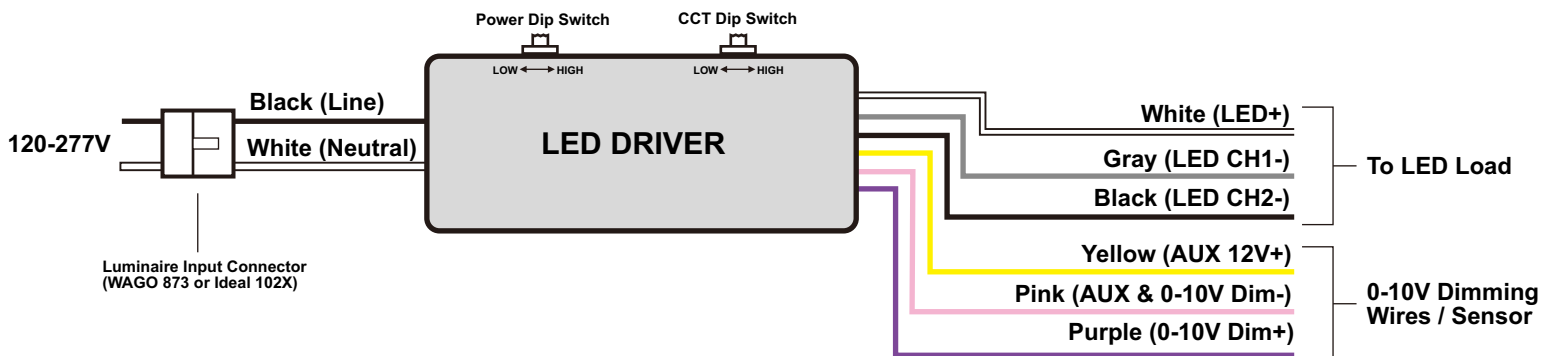 Power Dip Switch
CCT Dip Switch
LOW HIGH
LOW HIGH
120-277V
Black (Line)
White (Neutral)
LED DRIVER
Luminaire Input Connector
(WAGO 873 or Ideal 102X)
White (LED+)
Gray (LED CH1-)
Black (LED CH2-)
To LED Load
Yellow (AUX 12V+)
Pink (AUX & 0-10V Dim-)
Purple (0-10V Dim+)
0-10V Dimming
Wires / Sensor